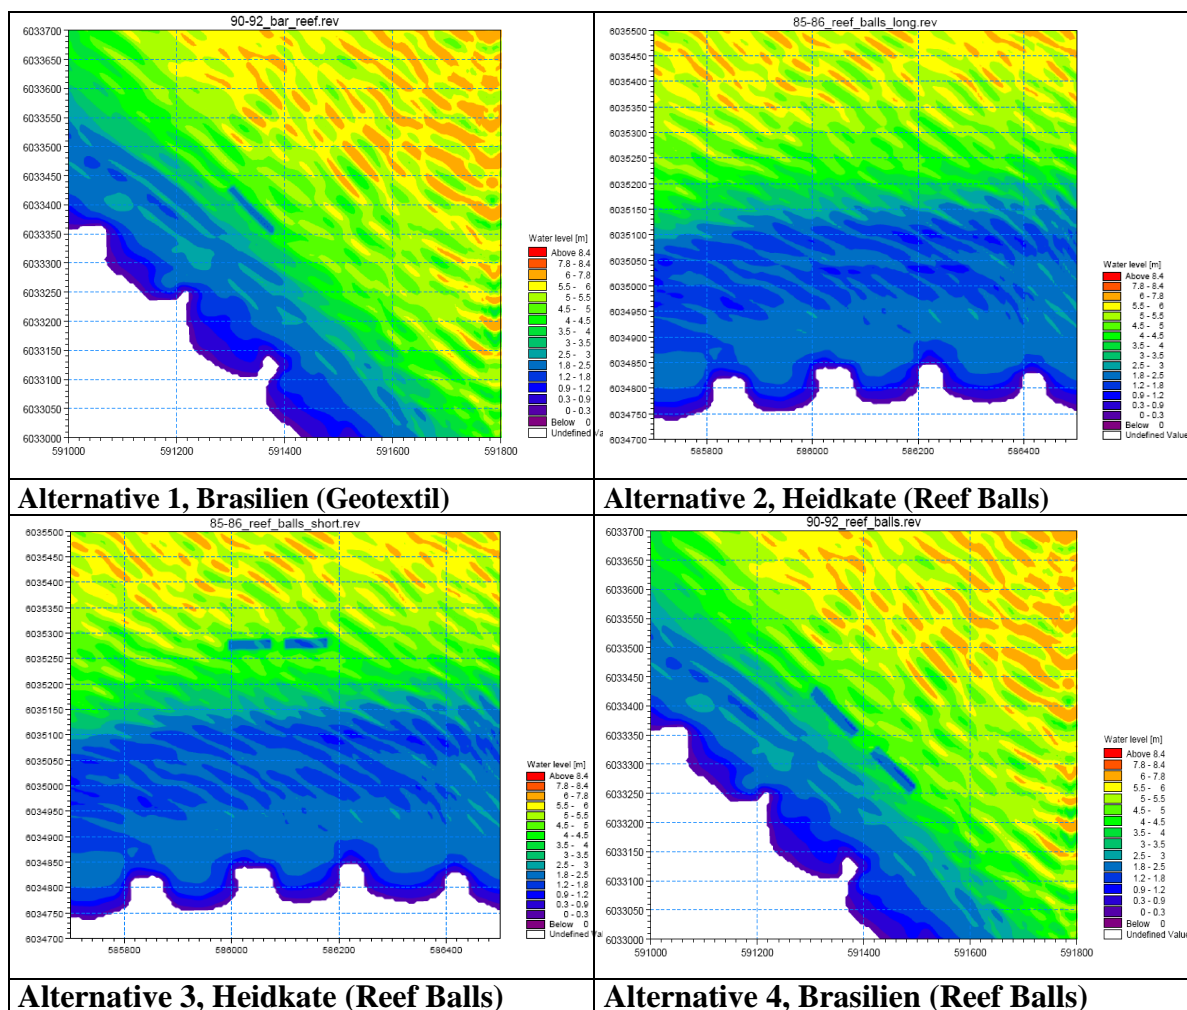 90-92_bar_reef.rev
6033700
6033650
6033600
6033550
6033500
6033450
6033400
6033350
6033300
6033250
6033200
6033150
6033100
6033050
6033000
591000 591200 591400 591600 591800
Water level [m]
Above 8.4
7.8 - 8.4
6 - 7.8
5.5 - 6
5 - 5.5
4.5 - 5
4 - 4.5
3.5 - 4
3 - 3.5
2.5 - 3
1.8 - 2.5
1.2 - 1.8
0.9 - 1.2
0.3 - 0.9
0 - 0.3
Below 0
Undefined Va
Alternative 1, Brasilien (Geotextil)
85-86_reef_balls_long.rev
6035500
6035450
6035400
6035350
6035300
6035250
6035200
6035150
6035100
6035050
6035000
6034950
6034900
6034850
6034800
6034750
6034700
585800 586000 586200 586400
Water level [m]
Above 8.4
7.8 - 8.4
6 - 7.8
5.5 - 6
5 - 5.5
4.5 - 5
4 - 4.5
3.5 - 4
3 - 3.5
2.5 - 3
1.8 - 2.5
1.2 - 1.8
0.9 - 1.2
0.3 - 0.9
0 - 0.3
Below 0
Undefined Value
Alternative 2, Heidkate (Reef Balls)
85-86_reef_balls_short.rev
6035500
6035450
6035400
6035350
6035300
6035250
6035200
6035150
6035100
6035050
6035000
6034950
6034900
6034850
6034800
6034750
6034700
585800 586000 586200 586400
Water level [m]
Above 8.4
7.8 - 8.4
6 - 7.8
5.5 - 6
5 - 5.5
4.5 - 5
4 - 4.5
3.5 - 4
3 - 3.5
2.5 - 3
1.8 - 2.5
1.2 - 1.8
0.9 - 1.2
0.3 - 0.9
0 - 0.3
Below 0
Undefined Val
Alternative 3, Heidkate (Reef Balls)
90-92_reef_balls.rev
6033700
6033650
6033600
6033550
6033500
6033450
6033400
6033350
6033300
6033250
6033200
6033150
6033100
6033050
6033000
591000 591200 591400 591600 591800
Water level [m]
Above 8.4
7.8 - 8.4
6 - 7.8
5.5 - 6
5 - 5.5
4.5 - 5
4 - 4.5
3.5 - 4
3 - 3.5
2.5 - 3
1.8 - 2.5
1.2 - 1.8
0.9 - 1.2
0.3 - 0.9
0 - 0.3
Below 0
Undefined Value
Alternative 4, Brasilien (Reef Balls)